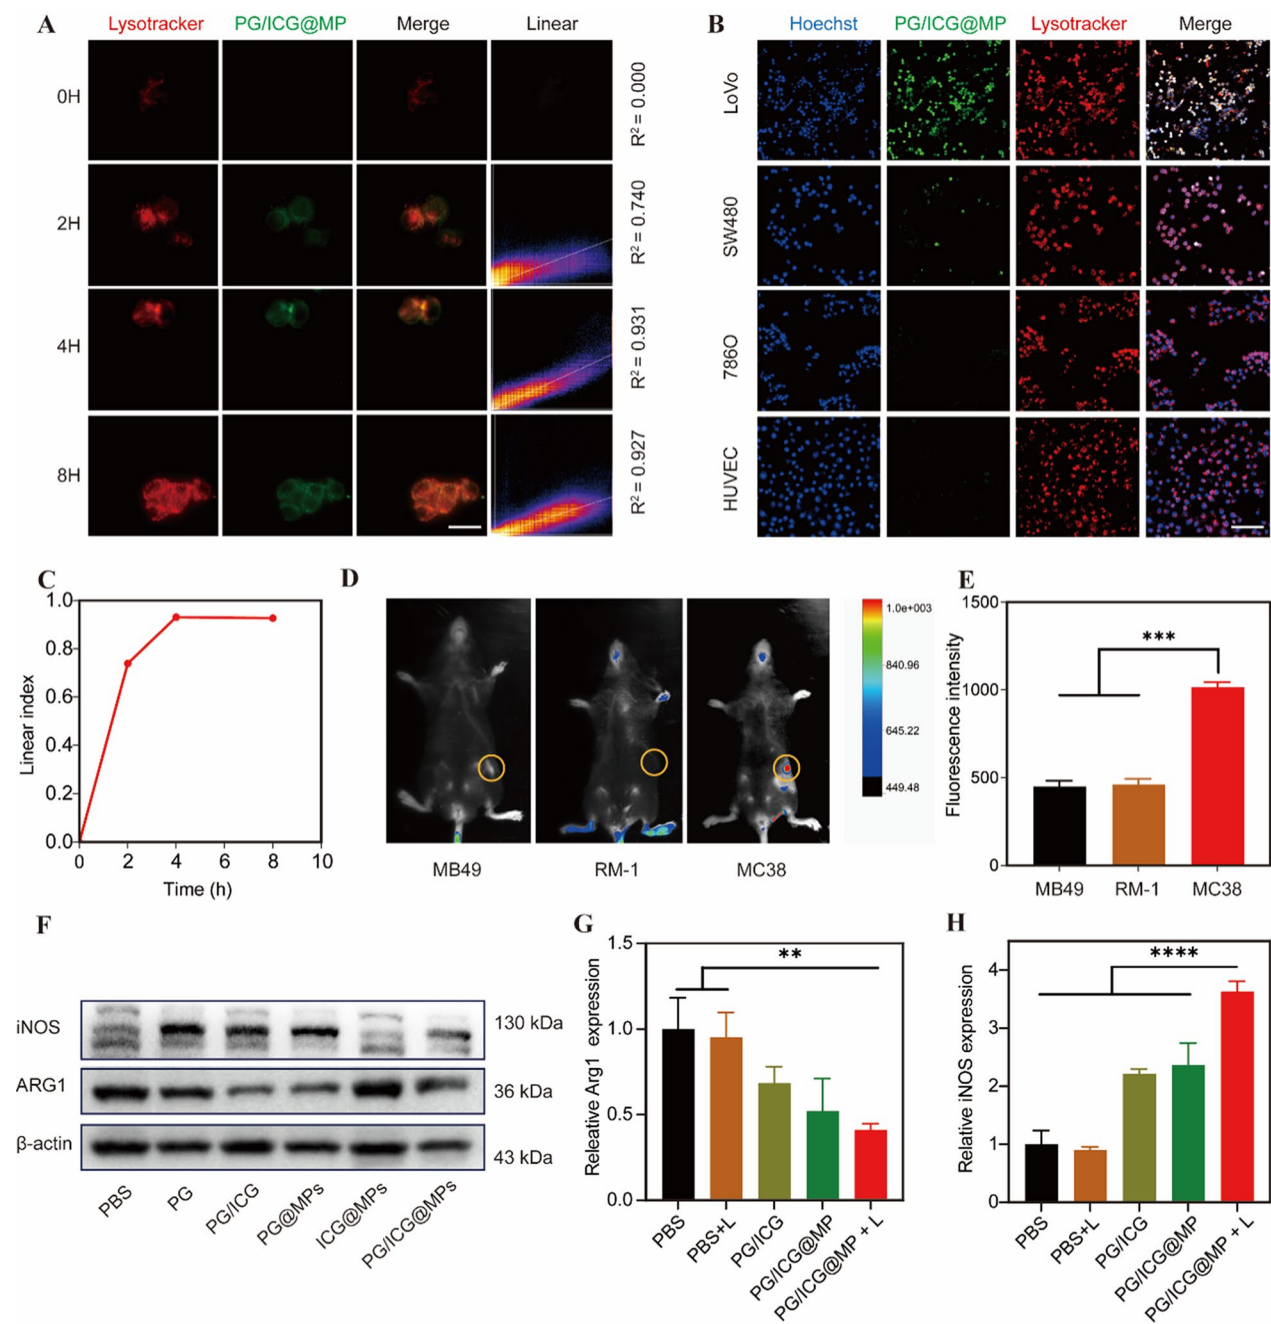 A
Lysotracker PG/ICG@MP Merge Linear
0H
R² = 0.000
2H
R² = 0.740
4H
R² = 0.931
8H
R² = 0.927
B
Hoechst PG/ICG@MP Lysotracker Merge
LoVo
SW480
786O
HUVEC
C
Linear index
1.0
0.8
0.6
0.4
0.2
0.0
0 2 4 6 8 10
Time (h)
D
MB49 RM-1 MC38
1.0e+003
840.96
645.22
449.48
E
Fluorescence intensity
1500
1000
500
0
***
MB49 RM-1 MC38
F
iNOS 130 kDa
ARG1 36 kDa
β-actin 43 kDa
PBS PG PG/ICG PG@MPs ICG@MPs PG/ICG@MPs
G
Releative Arg1 expression
1.5
1.0
0.5
0.0
**
PBS PBS+L PG/ICG PG/ICG@MP PG/ICG@MP + L
H
Relative iNOS expression
4
3
2
1
0
****
PBS PBS+L PG/ICG PG/ICG@MP PG/ICG@MP + L